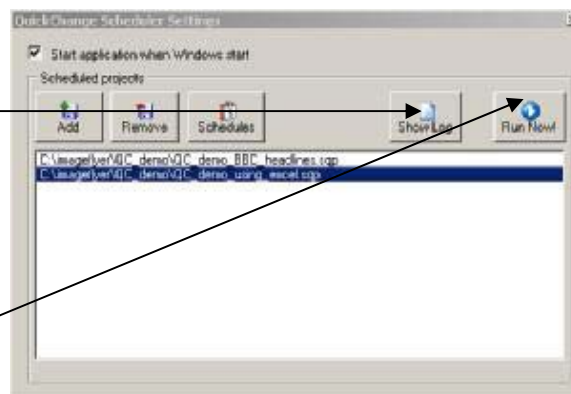 QuickChange Scheduler Settings
Start application when Windows start
Scheduled projects
Add Remove Schedules Show Log Run Now!
C:\imageflyer\QC_demo\QC_demo_BBC_headlines.sqp
C:\imageflyer\QC_demo\QC_demo_using_excel.sqp